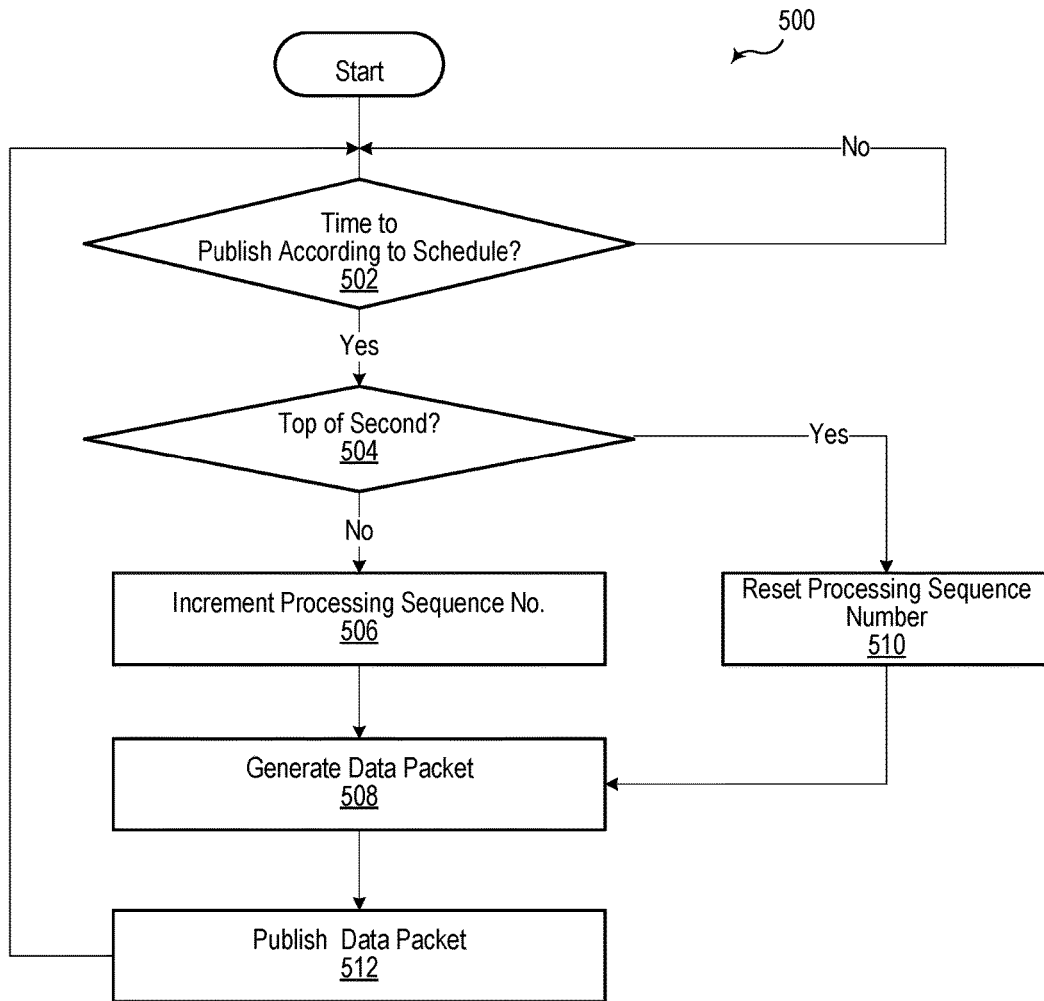 500
Start
No
Time to
Publish According to Schedule?
502
Yes
Top of Second?
504
Yes
No
Increment Processing Sequence No.
506
Reset Processing Sequence
Number
510
Generate Data Packet
508
Publish Data Packet
512